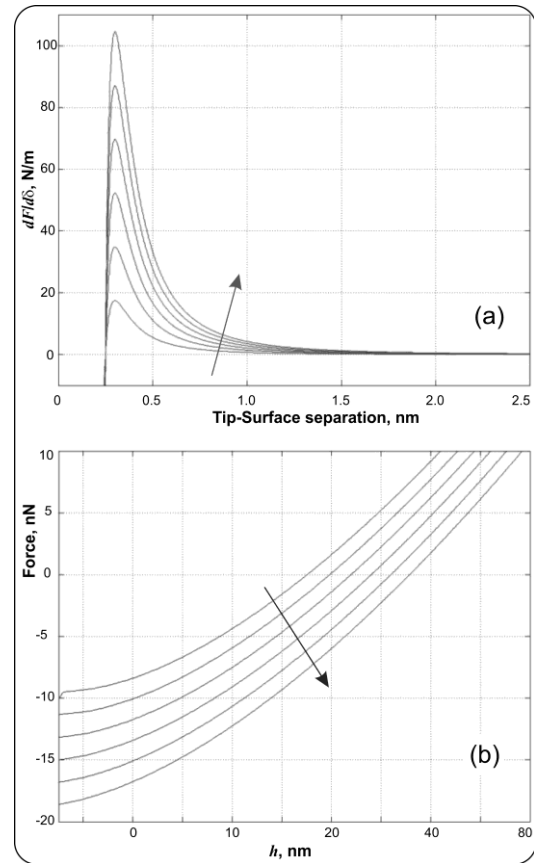 100
80
60
40
20
0
dF/dδ, N/m
(a)
0 0.5 1.0 1.5 2.0 2.5
Tip-Surface separation, nm
10
5
0
-5
-10
-15
-20
Force, nN
(b)
0 10 20 40 80
h, nm